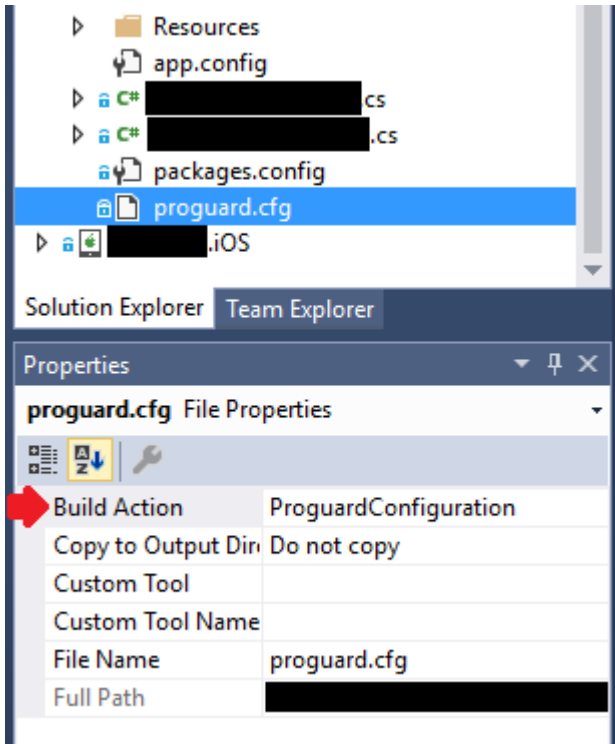 Resources
app.config
C# .cs
C# .cs
packages.config
proguard.cfg
.iOS
Solution Explorer Team Explorer
Properties
proguard.cfg File Properties
A
Z
Build Action ProguardConfiguration
Copy to Output Dir Do not copy
Custom Tool
Custom Tool Name
File Name proguard.cfg
Full Path